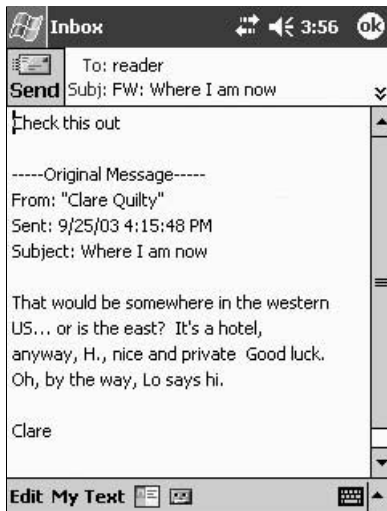 Inbox 3:56 ok
To: reader
Send Subj: FW: Where I am now
Check this out
-----Original Message-----
From: "Clare Quilty"
Sent: 9/25/03 4:15:48 PM
Subject: Where I am now
That would be somewhere in the western
US... or is the east? It's a hotel,
anyway, H., nice and private Good luck.
Oh, by the way, Lo says hi.
Clare
Edit My Text